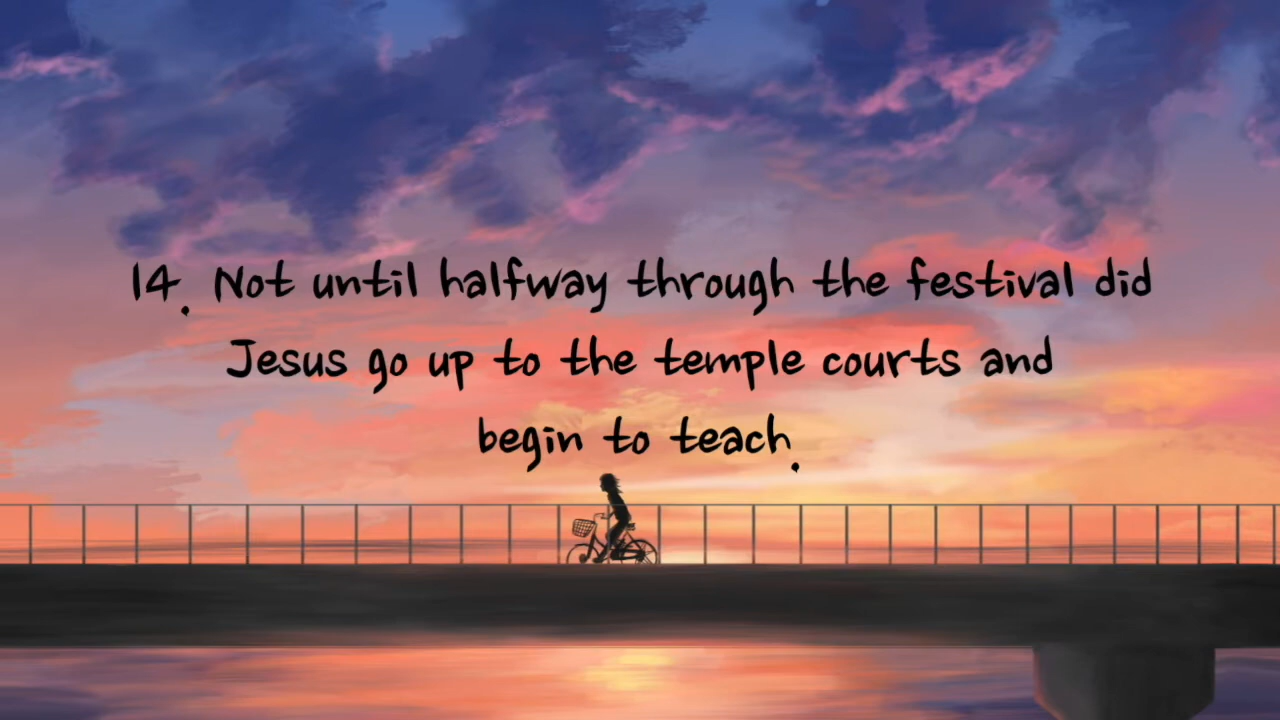 14. Not until halfway through the festival did
Jesus go up to the temple courts and
begin to teach.